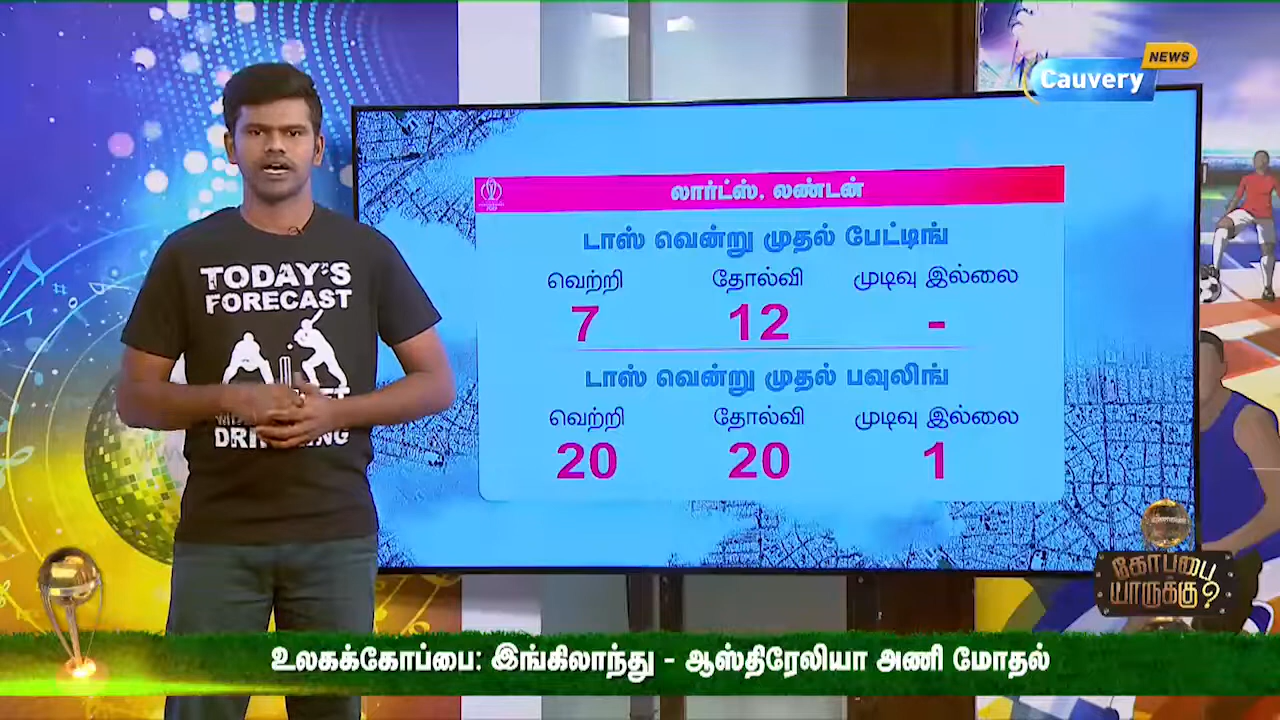 NEWS
Cauvery
லார்ட்ஸ், லண்டன்
டாஸ் வென்று முதல் பேட்டிங்
வெற்றி தோல்வி முடிவு இல்லை
7 12 -
டாஸ் வென்று முதல் பவுலிங்
வெற்றி தோல்வி முடிவு இல்லை
20 20 1
TODAY'S
FORECAST
கோப்பை
யாருக்கு?
உலகக்கோப்பை: இங்கிலாந்து - ஆஸ்திரேலியா அணி மோதல்